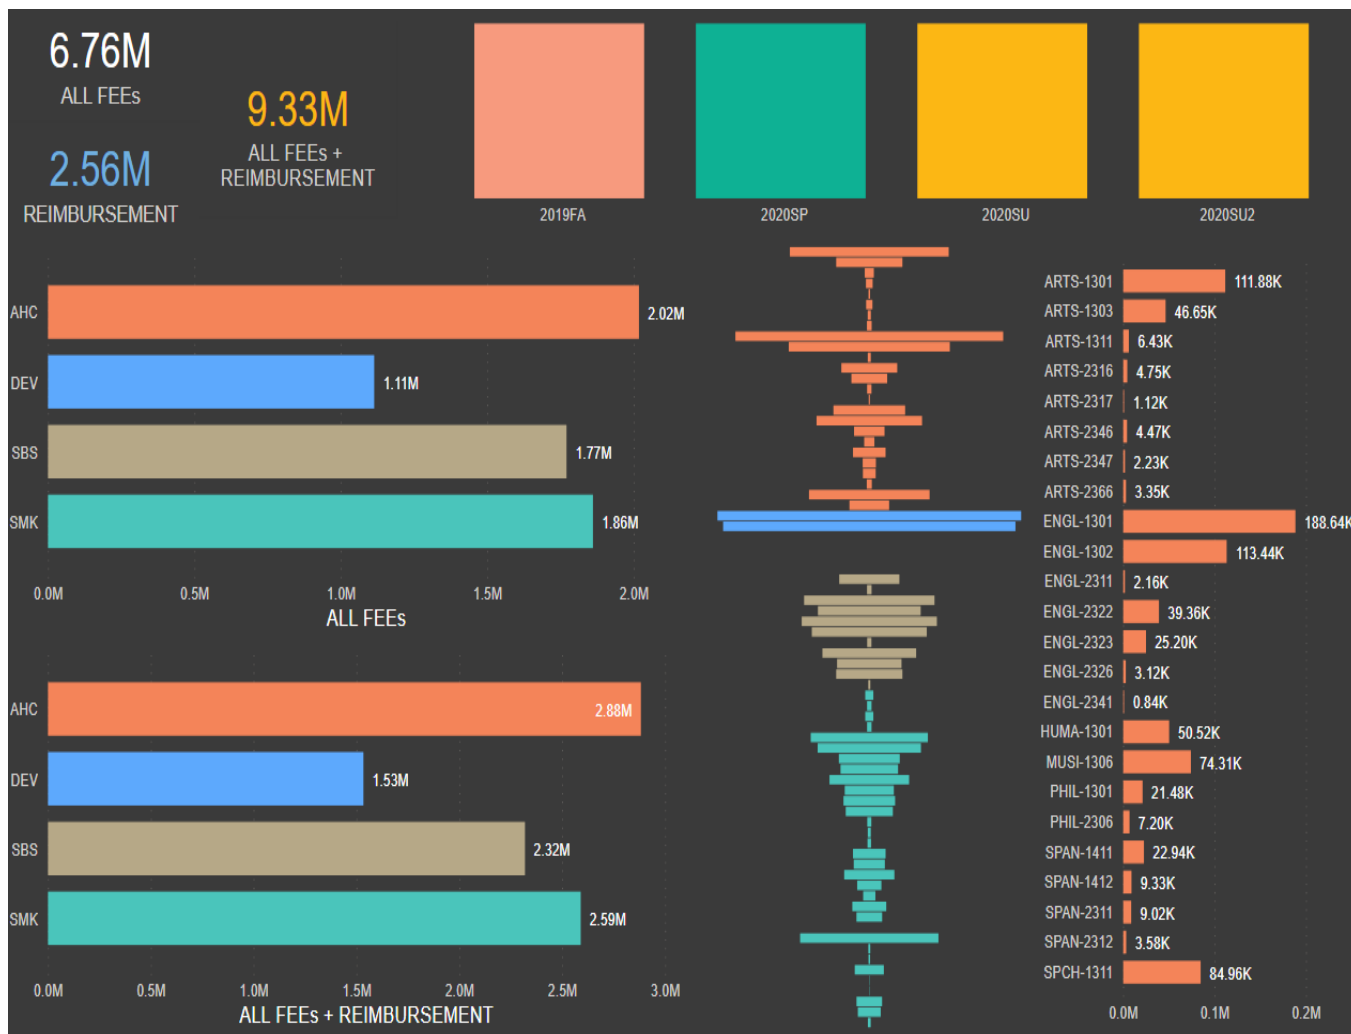 6.76M
ALL FEEs
9.33M
ALL FEEs +
REIMBURSEMENT
2.56M
REIMBURSEMENT
2019FA
2020SP
2020SU
2020SU2
AHC
2.02M
DEV
1.11M
SBS
1.77M
SMK
1.86M
0.0M 0.5M 1.0M 1.5M 2.0M
ALL FEEs
AHC
2.88M
DEV
1.53M
SBS
2.32M
SMK
2.59M
0.0M 0.5M 1.0M 1.5M 2.0M 2.5M 3.0M
ALL FEEs + REIMBURSEMENT
ARTS-1301 111.88K
ARTS-1303 46.65K
ARTS-1311 6.43K
ARTS-2316 4.75K
ARTS-2317 1.12K
ARTS-2346 4.47K
ARTS-2347 2.23K
ARTS-2366 3.35K
ENGL-1301 188.64K
ENGL-1302 113.44K
ENGL-2311 2.16K
ENGL-2322 39.36K
ENGL-2323 25.20K
ENGL-2326 3.12K
ENGL-2341 0.84K
HUMA-1301 50.52K
MUSI-1306 74.31K
PHIL-1301 21.48K
PHIL-2306 7.20K
SPAN-1411 22.94K
SPAN-1412 9.33K
SPAN-2311 9.02K
SPAN-2312 3.58K
SPCH-1311 84.96K
0.0M 0.1M 0.2M